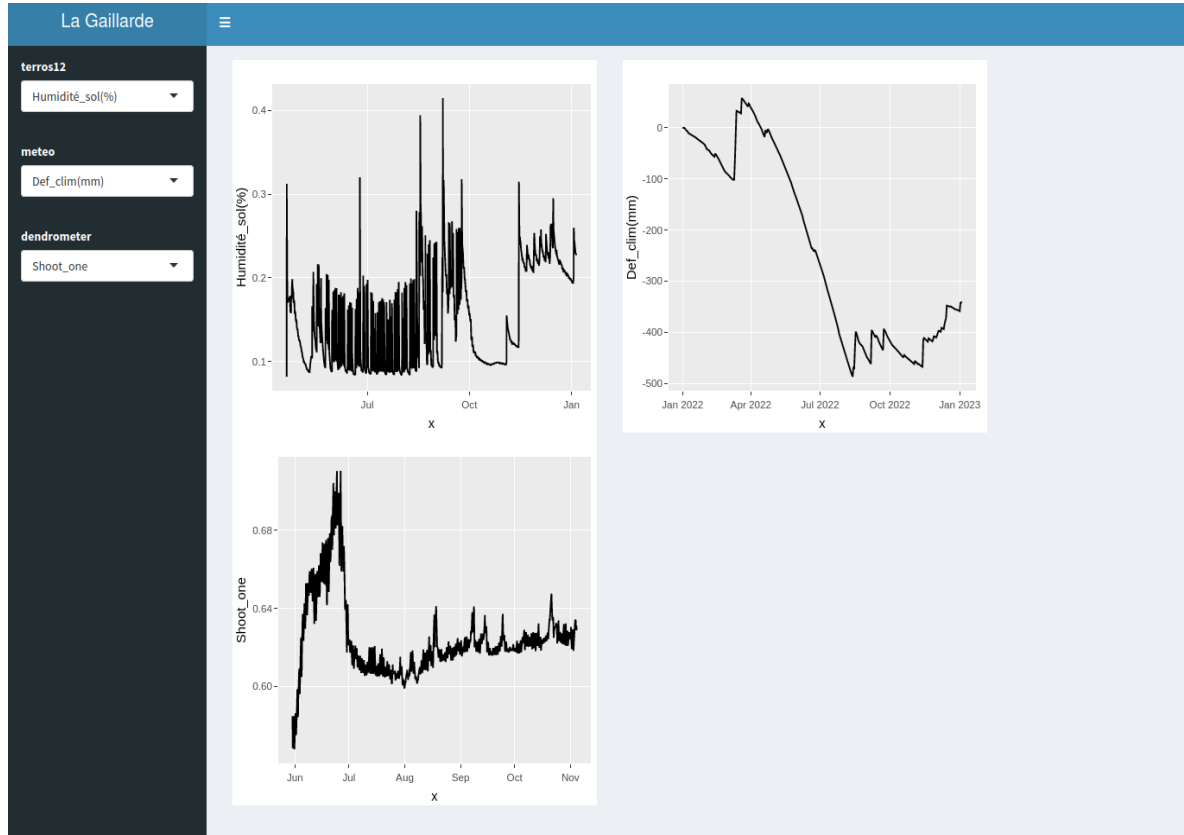 La Gaillarde
terros12
Humidité_sol(%)
meteo
Def_clim(mm)
dendrometer
Shoot_one
Humidité_sol(%)
0.4
0.3
0.2
0.1
Jul Oct Jan
x
Def_clim(mm)
0
-100
-200
-300
-400
-500
Jan 2022 Apr 2022 Jul 2022 Oct 2022 Jan 2023
x
Shoot_one
0.68
0.64
0.60
Jun Jul Aug Sep Oct Nov
x